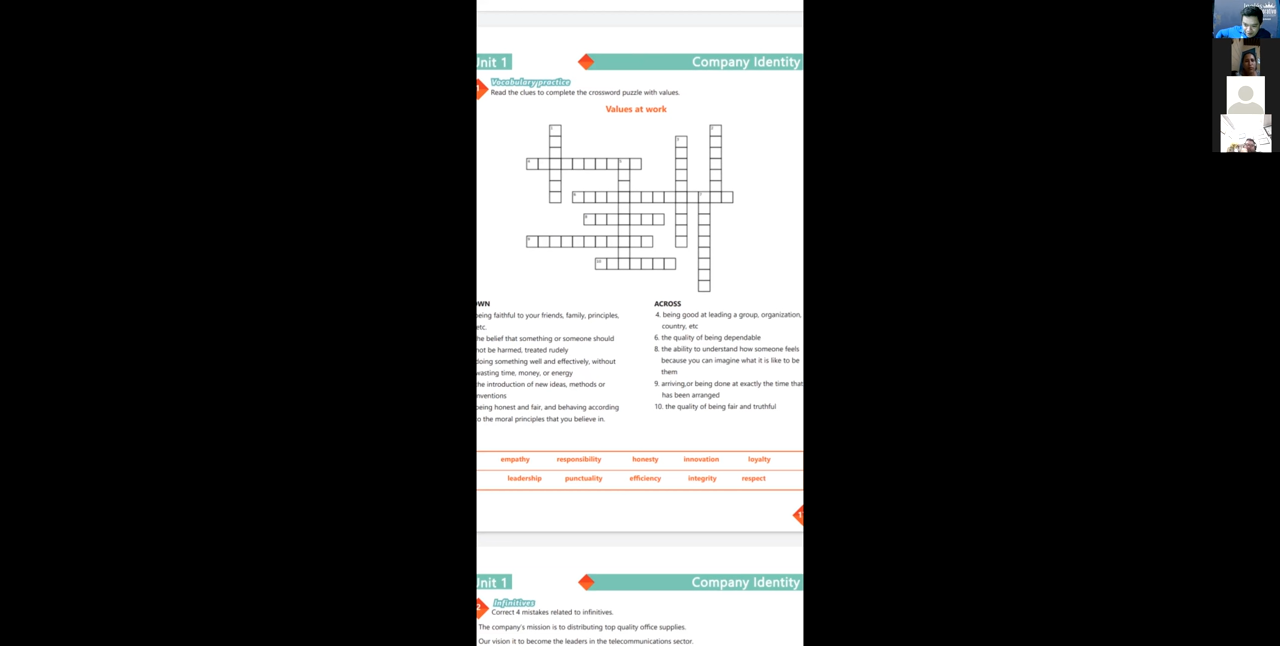 Unit 1
Company Identity
Vocabulary practice
Read the clues to complete the crossword puzzle with values.
Values at work
being faithful to your friends, family, principles,
etc.
the belief that something or someone should
not be harmed, treated rudely
doing something well and effectively, without
wasting time, money, or energy
the introduction of new ideas, methods or
inventions
being honest and fair, and behaving according
to the moral principles that you believe in.
ACROSS
4. being good at leading a group, organization,
country, etc
6. the quality of being dependable
8. the ability to understand how someone feels
because you can imagine what it is like to be
them
9. arriving,or being done at exactly the time that
has been arranged
10. the quality of being fair and truthful
empathy responsibility honesty innovation loyalty
leadership punctuality efficiency integrity respect
Unit 1
Company Identity
2
Infinitives
Correct 4 mistakes related to infinitives.
The company's mission is to distributing top quality office supplies.
Our vision it to become the leaders in the telecommunications sector.